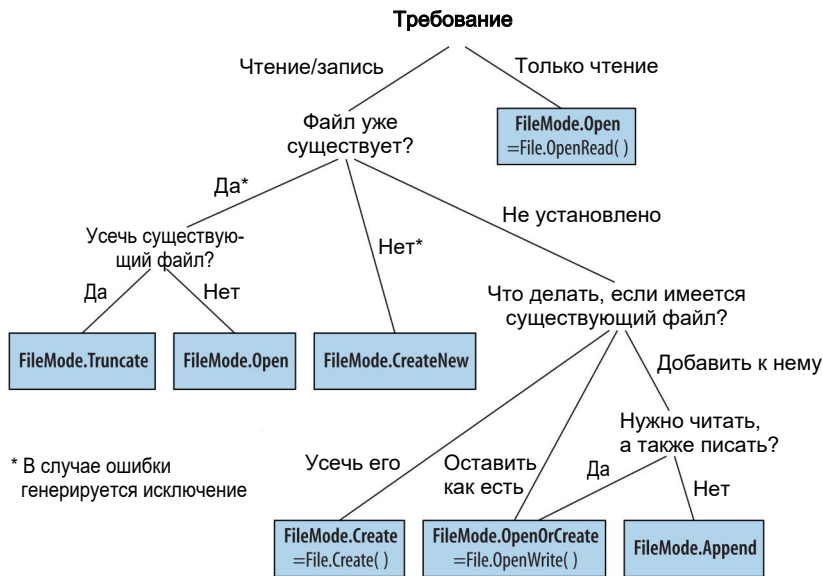 Требование
Чтение/запись
Только чтение
Файл уже
существует?
FileMode.Open
=File.OpenRead( )
Да*
Нет*
Не установлено
Усечь существую-
щий файл?
Да
Нет
Что делать, если имеется
существующий файл?
FileMode.Truncate
FileMode.Open
FileMode.CreateNew
Добавить к нему
Нужно читать,
а также писать?
* В случае ошибки
генерируется исключение
Усечь его
Оставить
как есть
Да
Нет
FileMode.Create
=File.Create( )
FileMode.OpenOrCreate
=File.OpenWrite( )
FileMode.Append